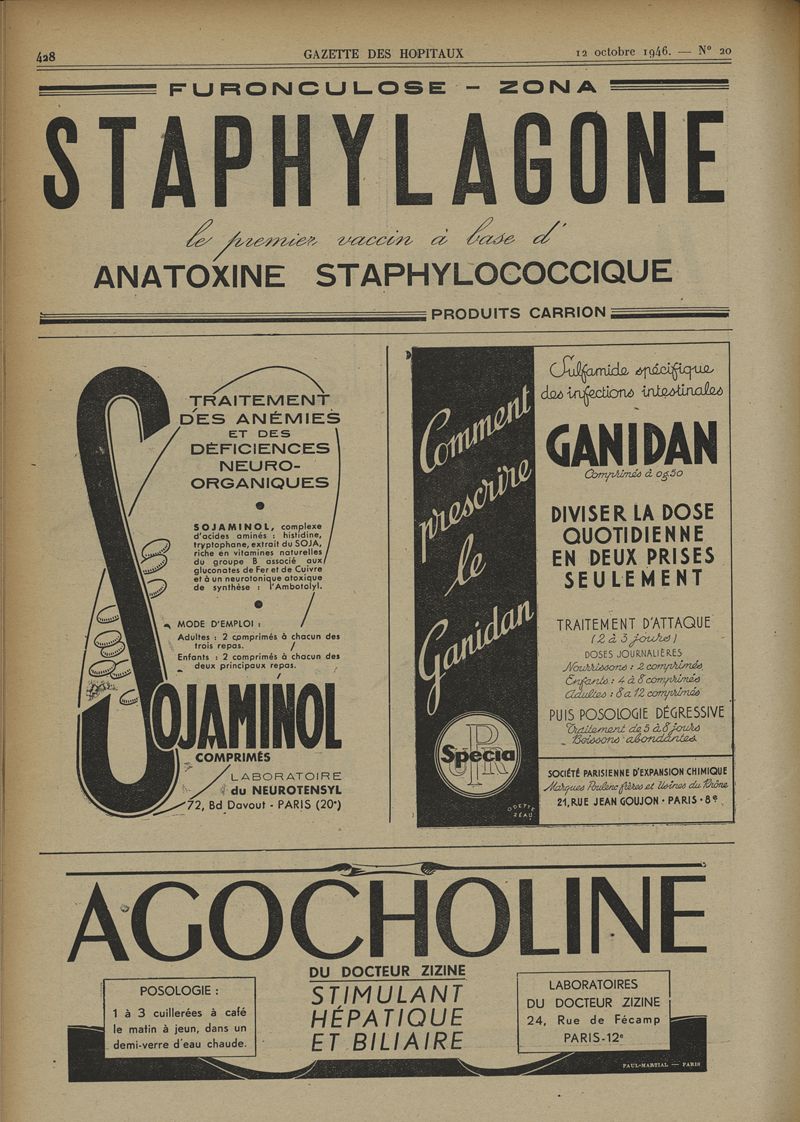 428 GAZETTE DES HOPITAUX 12 octobre 1946. — N° 20
FURONCULOSE - ZONA
STAPHYLAGONE
le premier vaccin à base d'
ANATOXINE STAPHYLOCOCCIQUE
PRODUITS CARRION
TRAITEMENT
DES ANÉMIES
ET DES
DÉFICIENCES
NEURO-
ORGANIQUES
SOJAMINOL, complexe
d'acides aminés : histidine,
tryptophane, extrait du SOJA,
riche en vitamines naturelles
du groupe B associé aux
gluconates de Fer et de Cuivre
et à un neurotonique atoxique
de synthèse : l'Ambotolyl.
MODE D'EMPLOI :
Adultes : 2 comprimés à chacun des
trois repas.
Enfants : 2 comprimés à chacun des
deux principaux repas.
SOJAMINOL
COMPRIMÉS
LABORATOIRE
du NEUROTENSYL
72, Bd Davout - PARIS (20e)
Comment
prescrire
le
Ganidan
UPR
Specia
ODETTE
ZÉAU
Sulfamide spécifique
des infections intestinales
GANIDAN
Comprimés à 0g.50
DIVISER LA DOSE
QUOTIDIENNE
EN DEUX PRISES
SEULEMENT
TRAITEMENT D'ATTAQUE
(2 à 3 jours)
DOSES JOURNALIÈRES
Nourrissons : 2 comprimés
Enfants : 4 à 8 comprimés
Adultes : 8 à 12 comprimés
PUIS POSOLOGIE DÉGRESSIVE
Traitement de 5 à 8 jours
Boissons abondantes.
SOCIÉTÉ PARISIENNE D'EXPANSION CHIMIQUE
Marques Poulenc frères et Usines du Rhône
21, RUE JEAN GOUJON · PARIS · 8e
AGOCHOLINE
DU DOCTEUR ZIZINE
STIMULANT
HÉPATIQUE
ET BILIAIRE
POSOLOGIE :
1 à 3 cuillerées à café
le matin à jeun, dans un
demi-verre d'eau chaude.
LABORATOIRES
DU DOCTEUR ZIZINE
24, Rue de Fécamp
PARIS-12e
PAUL-MARTIAL — PARIS